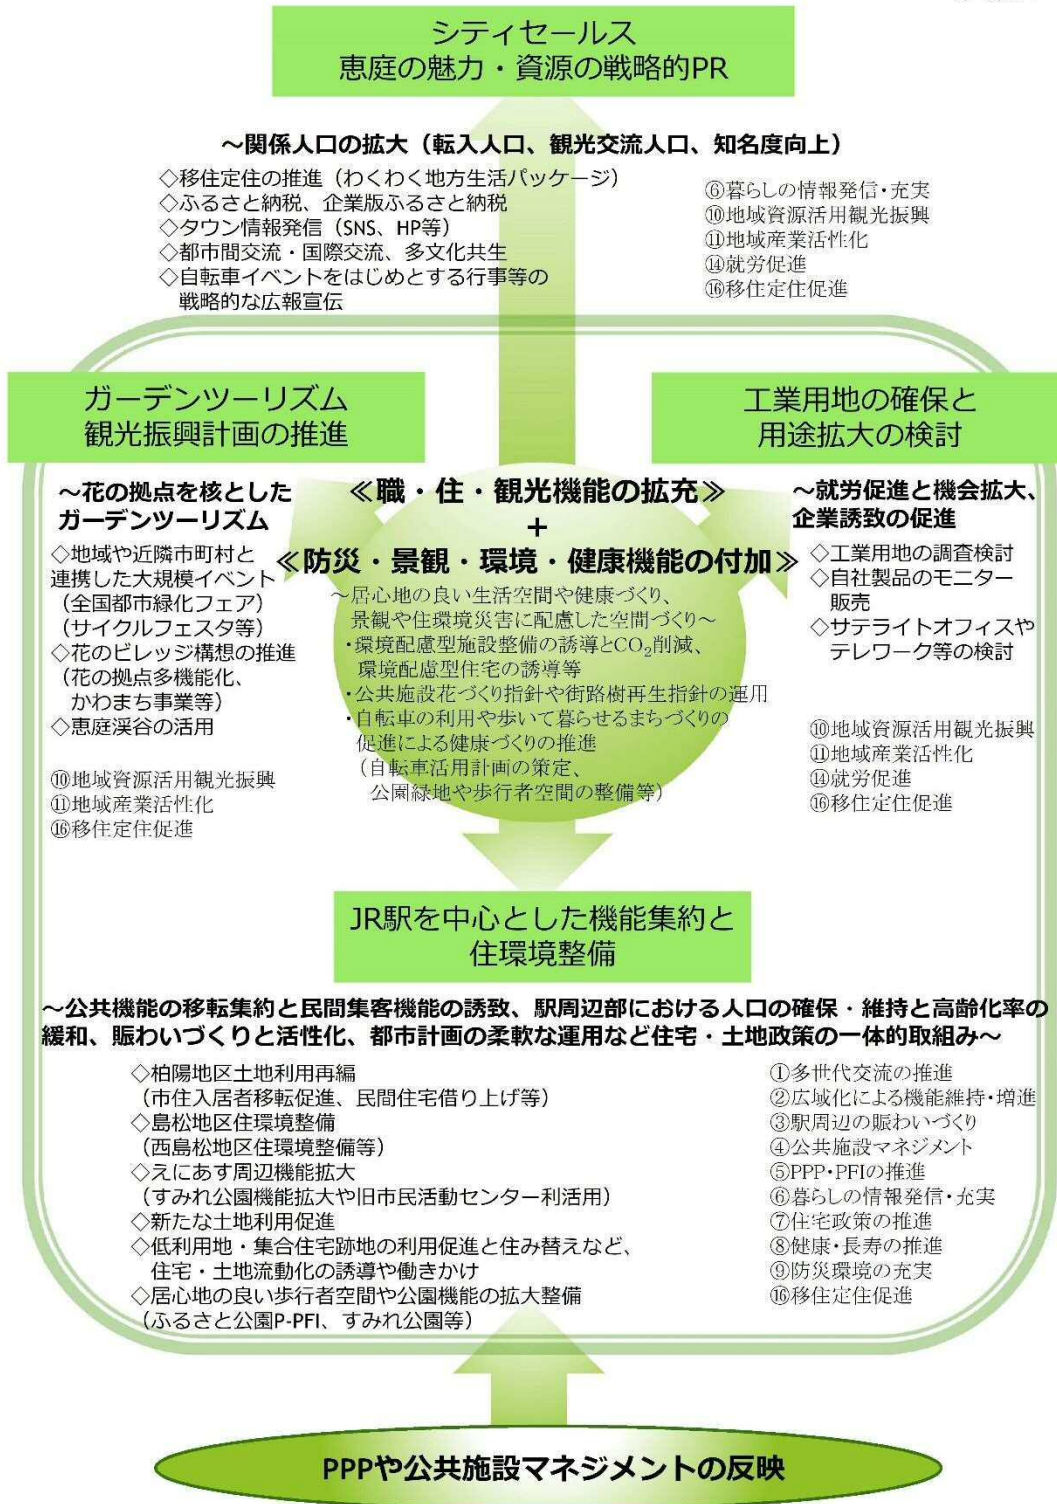 シティセールス
恵庭の魅力・資源の戦略的PR
～関係人口の拡大（転入人口、観光交流人口、知名度向上）
◇移住定住の推進（わくわく地方生活パッケージ）
◇ふるさと納税、企業版ふるさと納税
◇タウン情報発信（SNS、HP等）
◇都市間交流・国際交流、多文化共生
◇自転車イベントをはじめとする行事等の
戦略的な広報宣伝
⑥暮らしの情報発信・充実
⑩地域資源活用観光振興
⑪地域産業活性化
⑭就労促進
⑯移住定住促進
ガーデンツーリズム
観光振興計画の推進
～花の拠点を核とした
ガーデンツーリズム
◇地域や近隣市町村と
連携した大規模イベント
（全国都市緑化フェア）
（サイクルフェスタ等）
◇花のビレッジ構想の推進
（花の拠点多機能化、
かわまち事業等）
◇恵庭渓谷の活用
⑩地域資源活用観光振興
⑪地域産業活性化
⑯移住定住促進
≪職・住・観光機能の拡充≫
+
≪防災・景観・環境・健康機能の付加≫
～居心地の良い生活空間や健康づくり、
景観や住環境災害に配慮した空間づくり～
・環境配慮型施設整備の誘導とCO₂削減、
環境配慮型住宅の誘導等
・公共施設花づくり指針や街路樹再生指針の運用
・自転車の利用や歩いて暮らせるまちづくりの
促進による健康づくりの推進
（自転車活用計画の策定、
公園緑地や歩行者空間の整備等）
工業用地の確保と
用途拡大の検討
～就労促進と機会拡大、
企業誘致の促進
◇工業用地の調査検討
◇自社製品のモニター
販売
◇サテライトオフィスや
テレワーク等の検討
⑩地域資源活用観光振興
⑪地域産業活性化
⑭就労促進
⑯移住定住促進
JR駅を中心とした機能集約と
住環境整備
～公共機能の移転集約と民間集客機能の誘致、駅周辺部における人口の確保・維持と高齢化率の
緩和、賑わいづくりと活性化、都市計画の柔軟な運用など住宅・土地政策の一体的取組み～
◇柏陽地区土地利用再編
（市住入居者移転促進、民間住宅借り上げ等）
◇島松地区住環境整備
（西島松地区住環境整備等）
◇えにあす周辺機能拡大
（すみれ公園機能拡大や旧市民活動センター利活用）
◇新たな土地利用促進
◇低利用地・集合住宅跡地の利用促進と住み替えなど、
住宅・土地流動化の誘導や働きかけ
◇居心地の良い歩行者空間や公園機能の拡大整備
（ふるさと公園P-PFI、すみれ公園等）
①多世代交流の推進
②広域化による機能維持・増進
③駅周辺の賑わいづくり
④公共施設マネジメント
⑤PPP・PFIの推進
⑥暮らしの情報発信・充実
⑦住宅政策の推進
⑧健康・長寿の推進
⑨防災環境の充実
⑯移住定住促進
PPPや公共施設マネジメントの反映